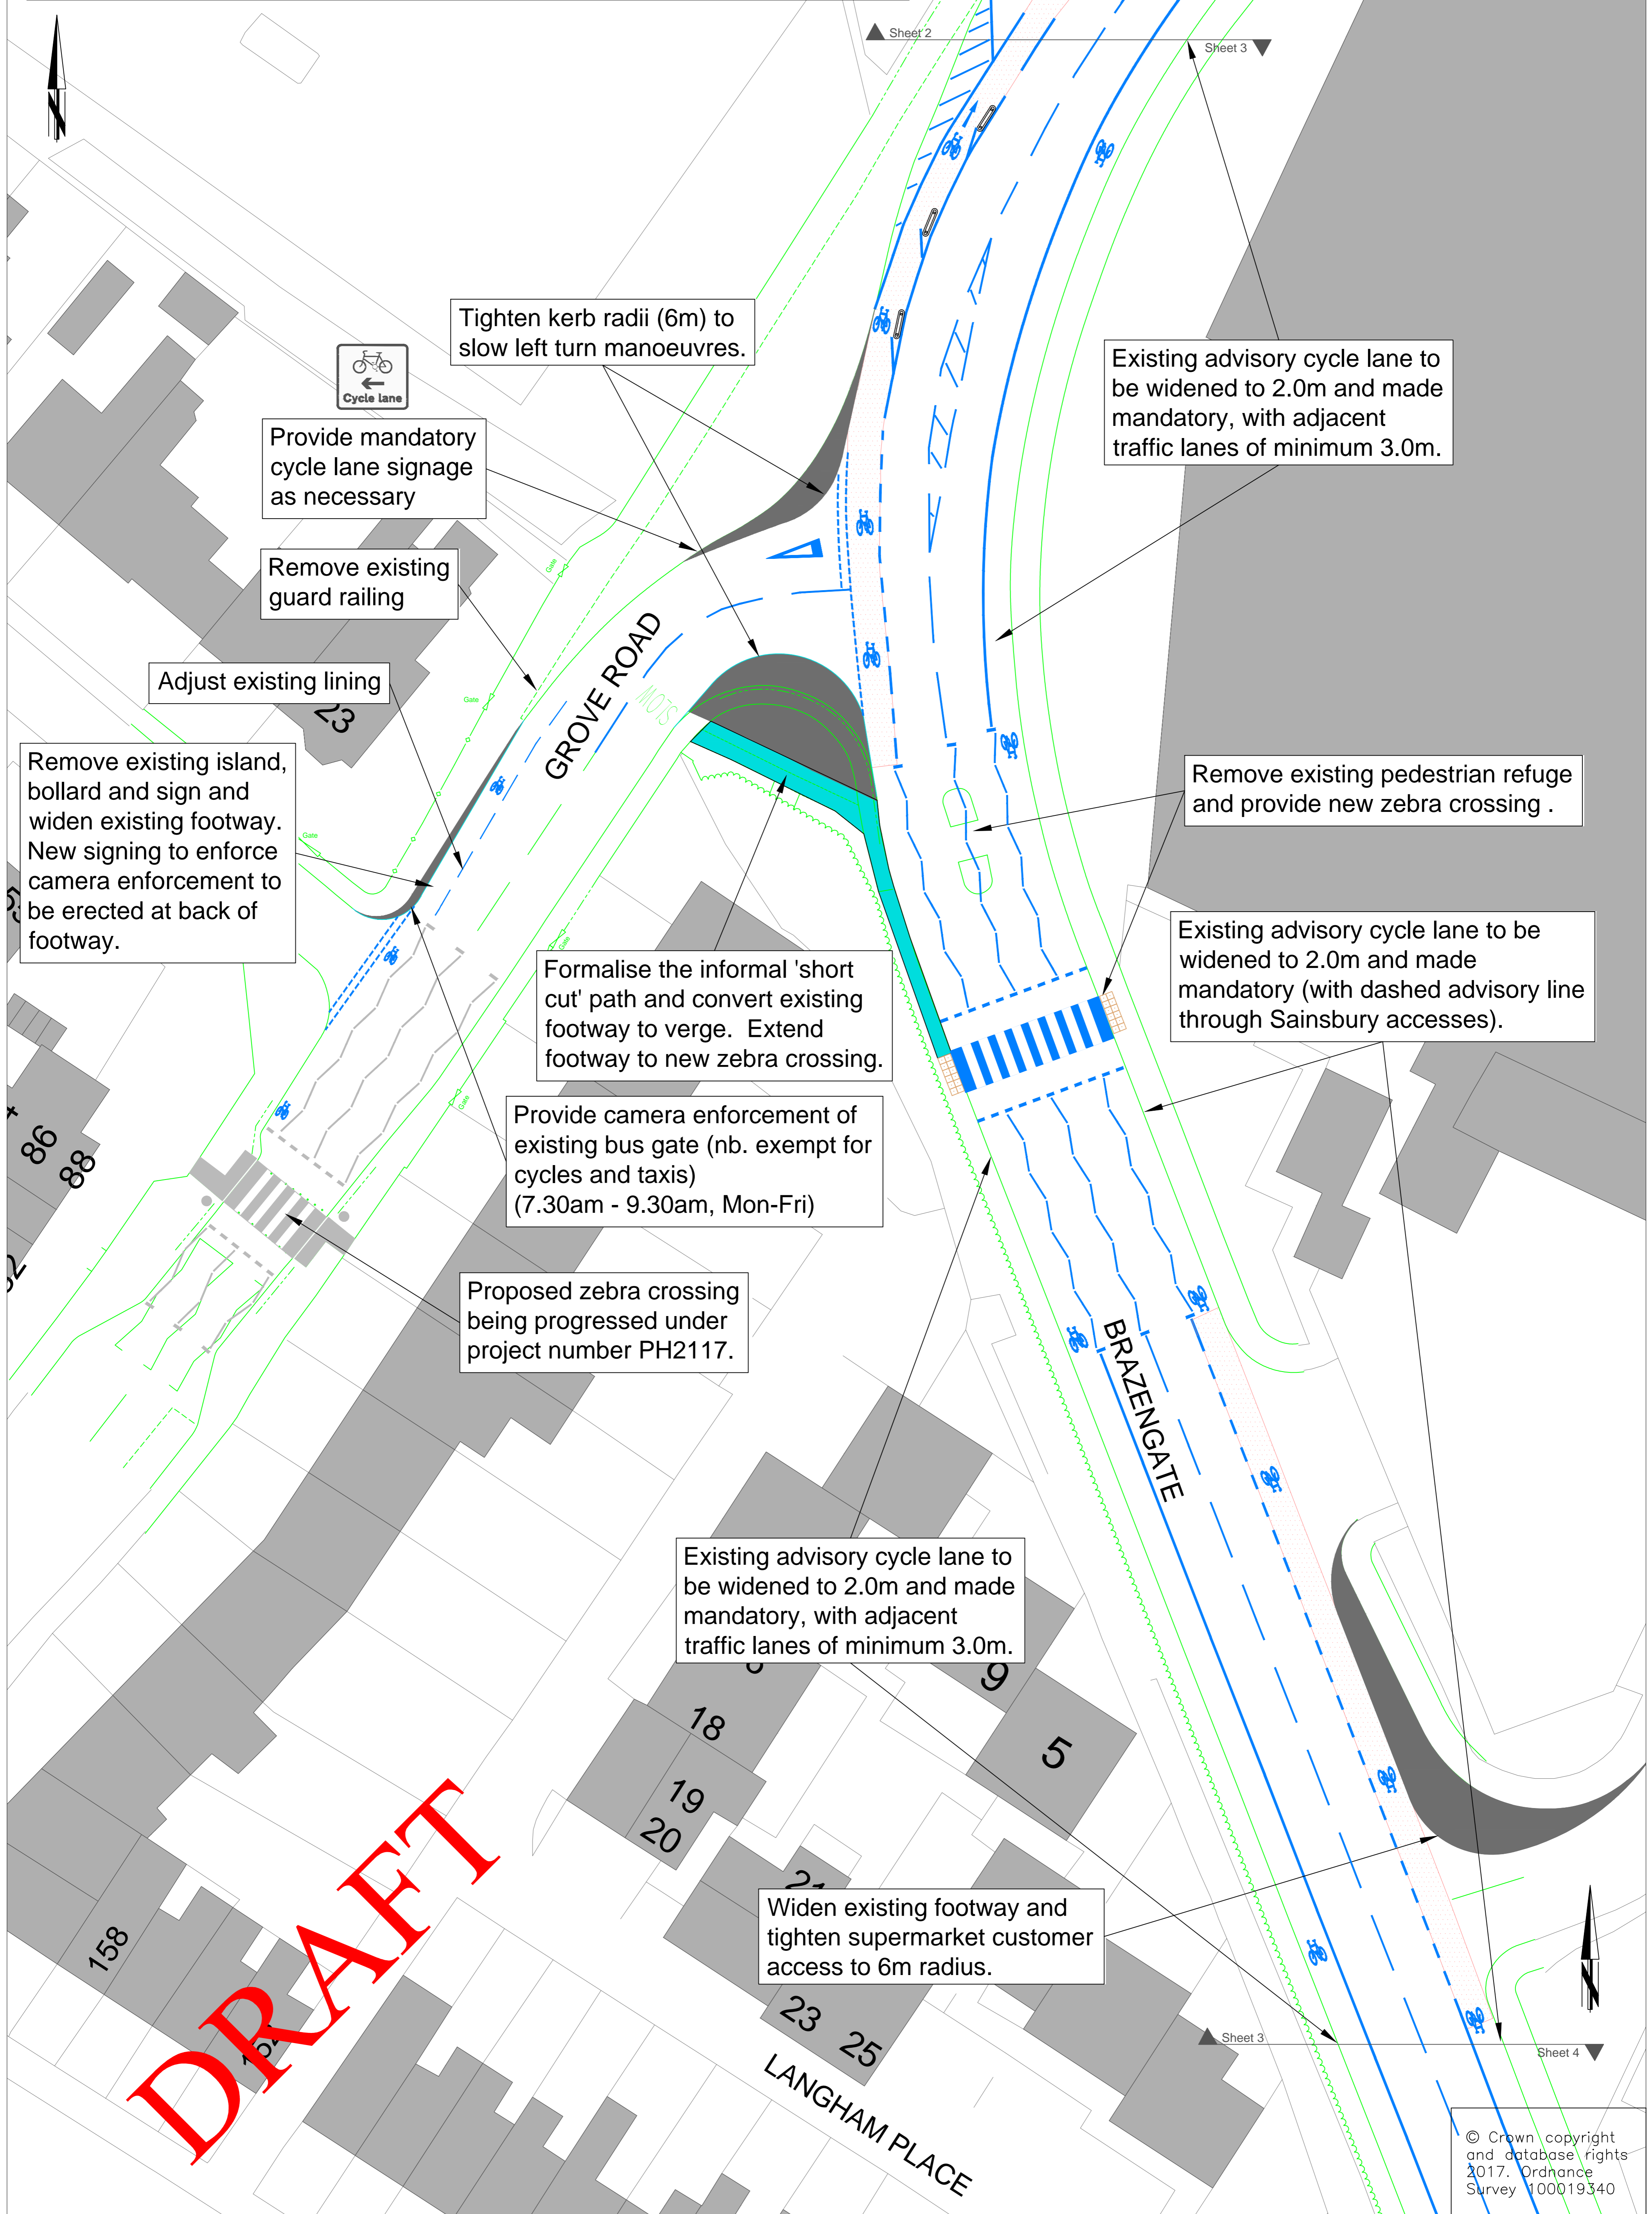 Sheet 2
Sheet 3
N
Tighten kerb radii (6m) to
slow left turn manoeuvres.
Cycle lane
Existing advisory cycle lane to
be widened to 2.0m and made
mandatory, with adjacent
traffic lanes of minimum 3.0m.
Provide mandatory
cycle lane signage
as necessary
Remove existing
guard railing
Gate
Adjust existing lining
Gate
23
GROVE ROAD
SLOW
Remove existing island,
bollard and sign and
widen existing footway.
New signing to enforce
camera enforcement to
be erected at back of
footway.
Gate
Remove existing pedestrian refuge
and provide new zebra crossing .
Existing advisory cycle lane to be
widened to 2.0m and made
mandatory (with dashed advisory line
through Sainsbury accesses).
Gate
Formalise the informal 'short
cut' path and convert existing
footway to verge. Extend
footway to new zebra crossing.
Gate
Provide camera enforcement of
existing bus gate (nb. exempt for
cycles and taxis)
(7.30am - 9.30am, Mon-Fri)
86
88
Proposed zebra crossing
being progressed under
project number PH2117.
BRAZENGATE
Existing advisory cycle lane to
be widened to 2.0m and made
mandatory, with adjacent
traffic lanes of minimum 3.0m.
9
18
5
19
20
21
Widen existing footway and
tighten supermarket customer
access to 6m radius.
158
DRAFT
23
25
N
Sheet 3
Sheet 4
LANGHAM PLACE
© Crown copyright
and database rights
2017. Ordnance
Survey 100019340